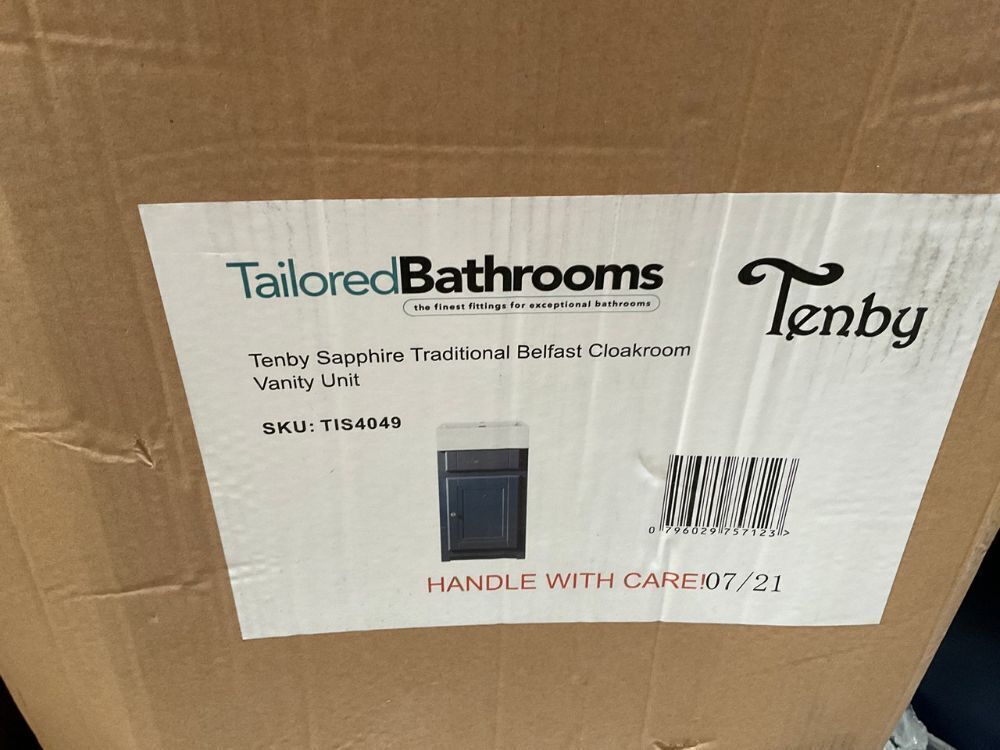 TailoredBathrooms
the finest fittings for exceptional bathrooms
Tenby
Tenby Sapphire Traditional Belfast Cloakroom
Vanity Unit
SKU: TIS4049
0 796029 757123 >
HANDLE WITH CARE!07/21